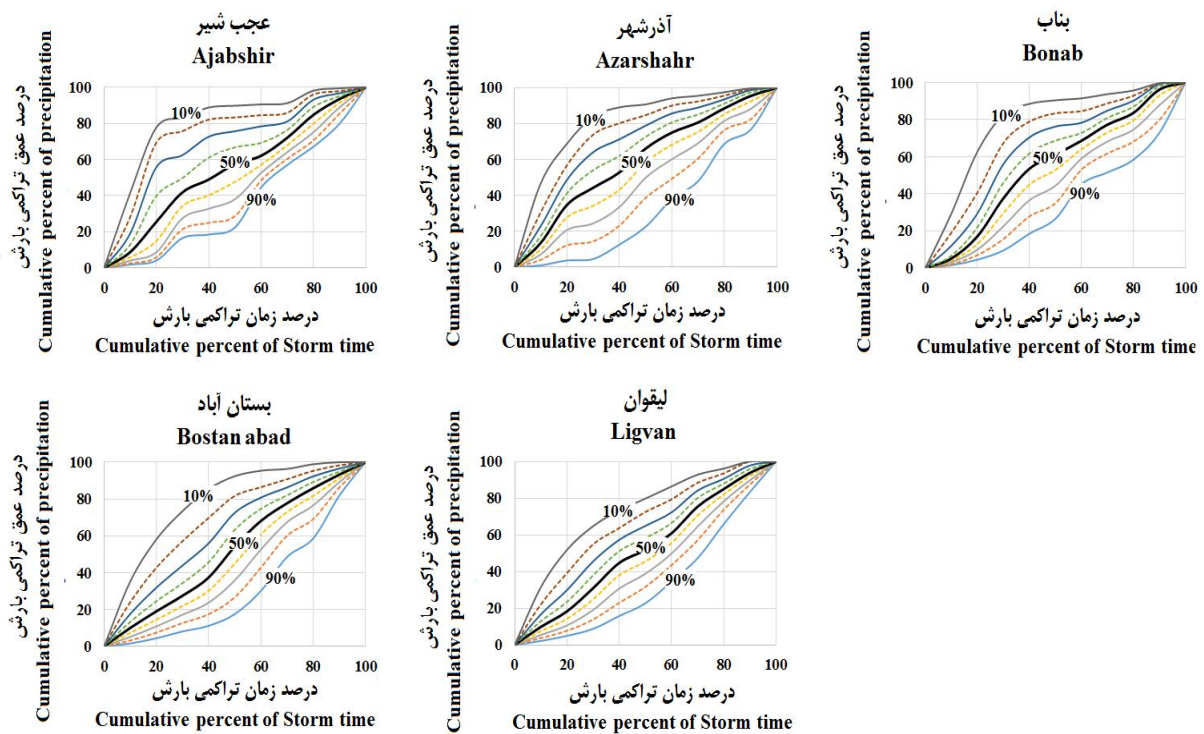 عجب شیر
Ajabshir
درصد عمق تراکمی بارش
Cumulative percent of precipitation
100
80
60
40
20
0
10%
50%
90%
0 20 40 60 80 100
درصد زمان تراکمی بارش
Cumulative percent of Storm time
آذرشهر
Azarshahr
درصد عمق تراکمی بارش
Cumulative percent of precipitation
100
80
60
40
20
0
10%
50%
90%
0 20 40 60 80 100
درصد زمان تراکمی بارش
Cumulative percent of Storm time
بناب
Bonab
درصد عمق تراکمی بارش
Cumulative percent of precipitation
100
80
60
40
20
0
10%
50%
90%
0 20 40 60 80 100
درصد زمان تراکمی بارش
Cumulative percent of Storm time
بستان آباد
Bostan abad
درصد عمق تراکمی بارش
Cumulative percent of precipitation
100
80
60
40
20
0
10%
50%
90%
0 20 40 60 80 100
درصد زمان تراکمی بارش
Cumulative percent of Storm time
لیقوان
Ligvan
درصد عمق تراکمی بارش
Cumulative percent of precipitation
100
80
60
40
20
0
10%
50%
90%
0 20 40 60 80 100
درصد زمان تراکمی بارش
Cumulative percent of Storm time